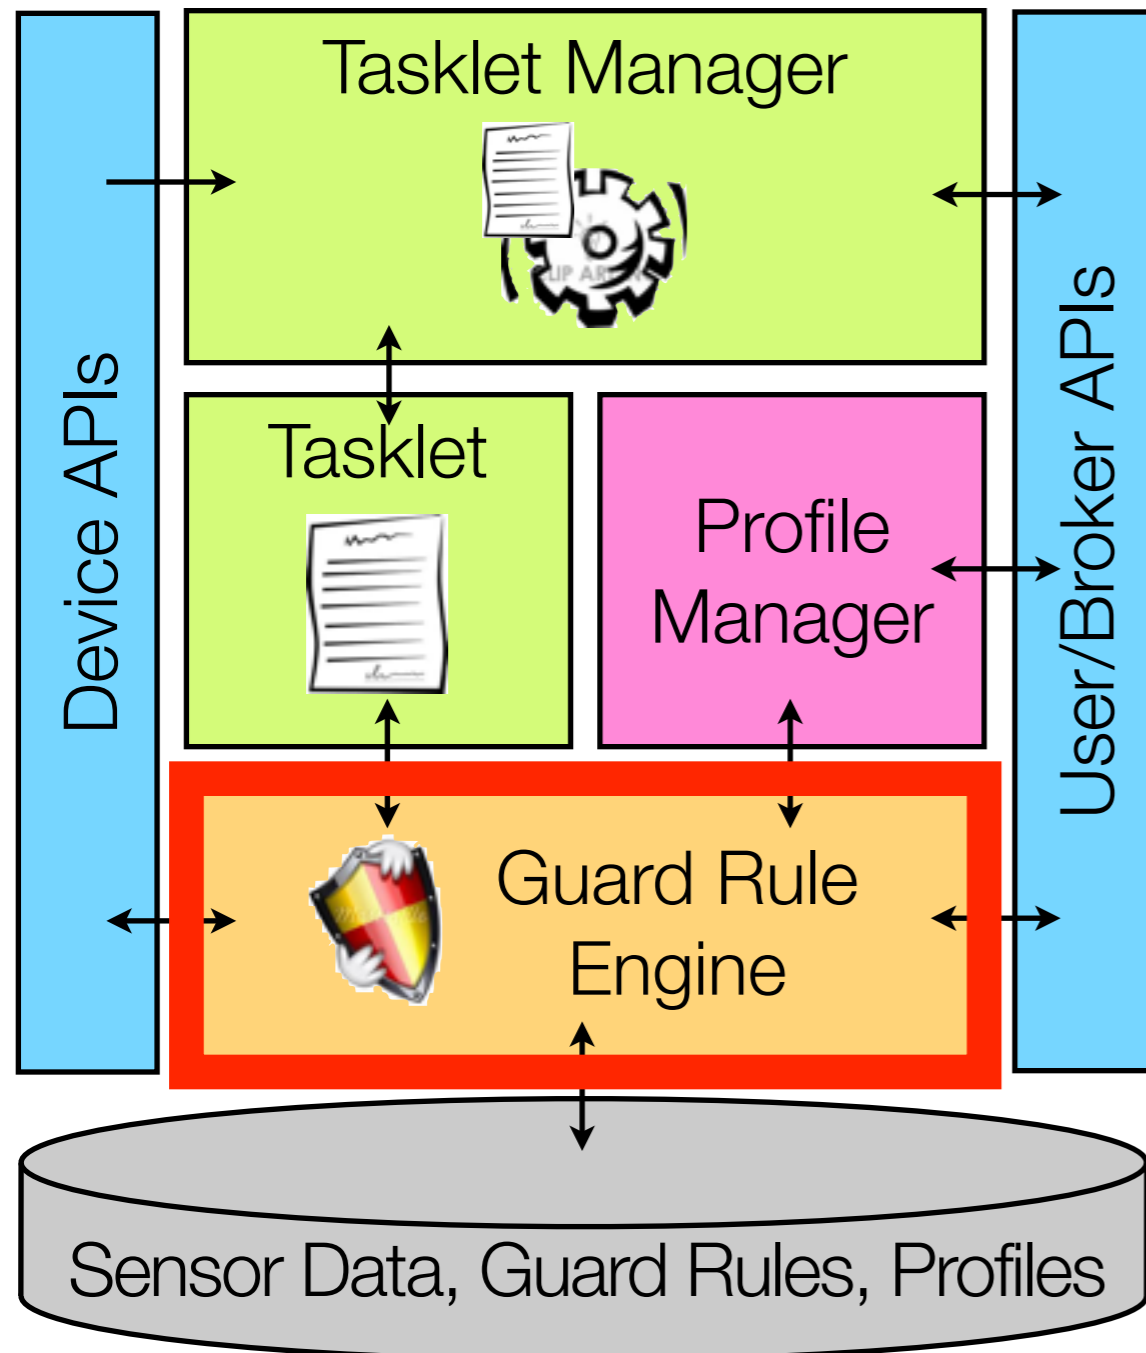 Tasklet Manager
Device APIs
User/Broker APIs
Tasklet
Profile
Manager
Guard Rule
Engine
Sensor Data, Guard Rules, Profiles